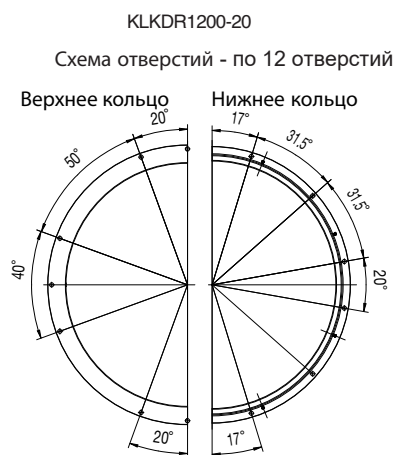 KLKDR1200-20
Схема отверстий - по 12 отверстий
Верхнее кольцо Нижнее кольцо
20° 17°
50° 31.5°
31.5°
40° 20°
20° 17°